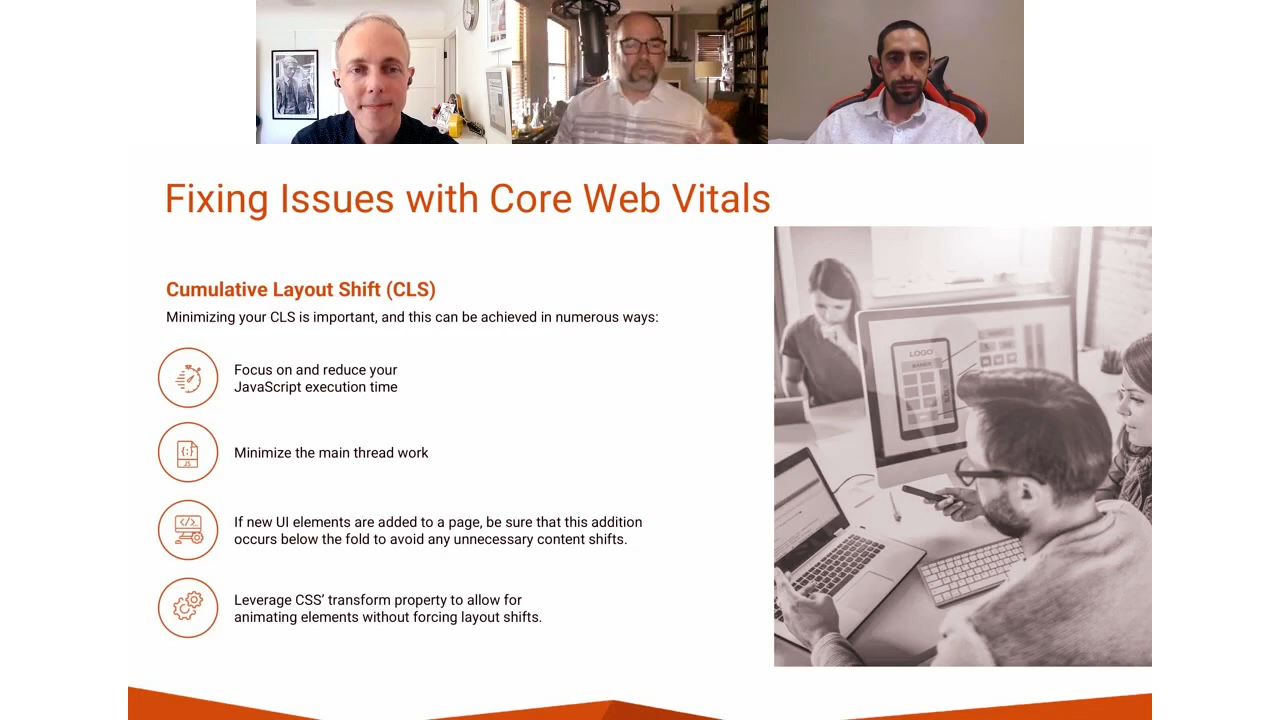 Fixing Issues with Core Web Vitals
Cumulative Layout Shift (CLS)
Minimizing your CLS is important, and this can be achieved in numerous ways:
Focus on and reduce your
JavaScript execution time
{;}
JS
Minimize the main thread work
</>
If new UI elements are added to a page, be sure that this addition
occurs below the fold to avoid any unnecessary content shifts.
Leverage CSS’ transform property to allow for
animating elements without forcing layout shifts.
LOGO
BANNER